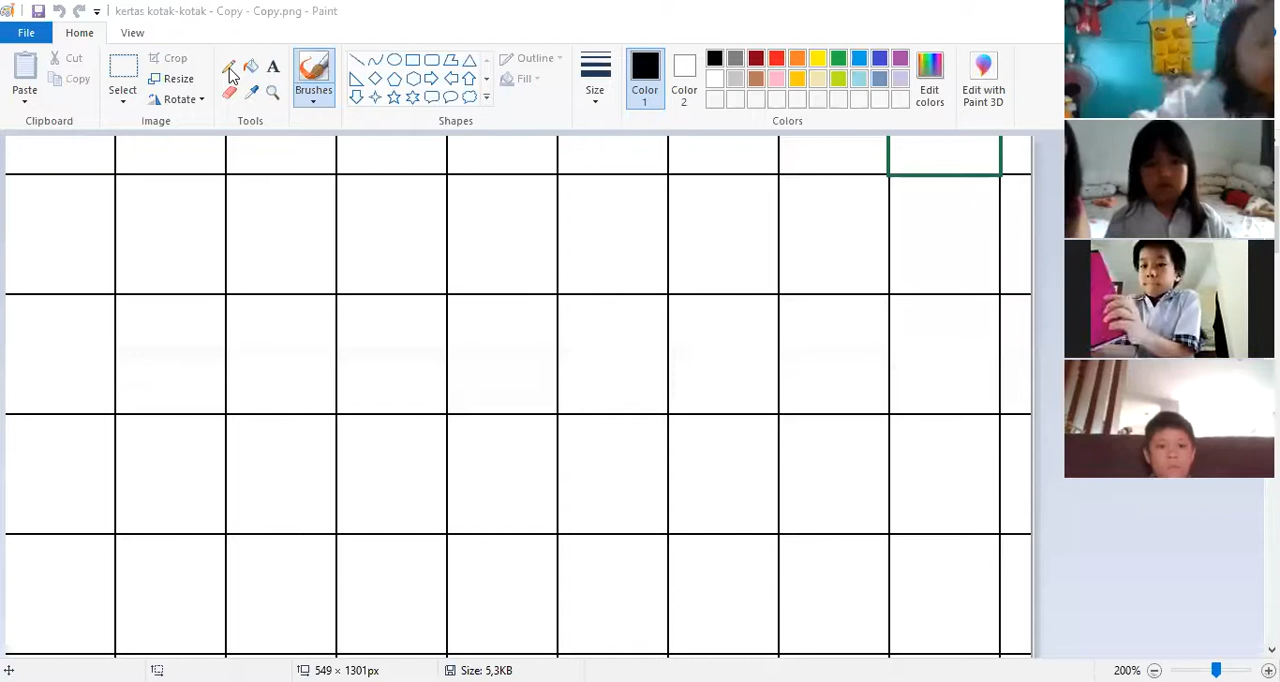 kertas kotak-kotak - Copy - Copy.png - Paint
File Home View
Paste
Cut
Copy
Clipboard
Select
Crop
Resize
Rotate
Image
A
Tools
Brushes
Shapes
Outline
Fill
Size
Color 1
Color 2
Edit colors
Edit with Paint 3D
Colors
549 × 1301px
Size: 5,3KB
200%